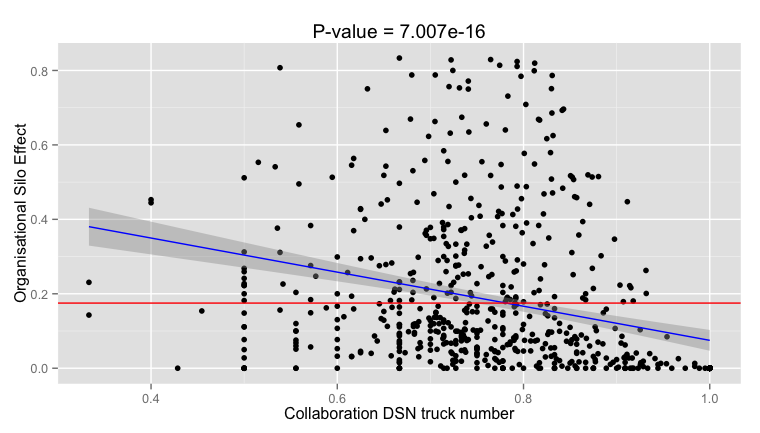 P-value = 7.007e-16
Organisational Silo Effect
0.8
0.6
0.4
0.2
0.0
0.4 0.6 0.8 1.0
Collaboration DSN truck number